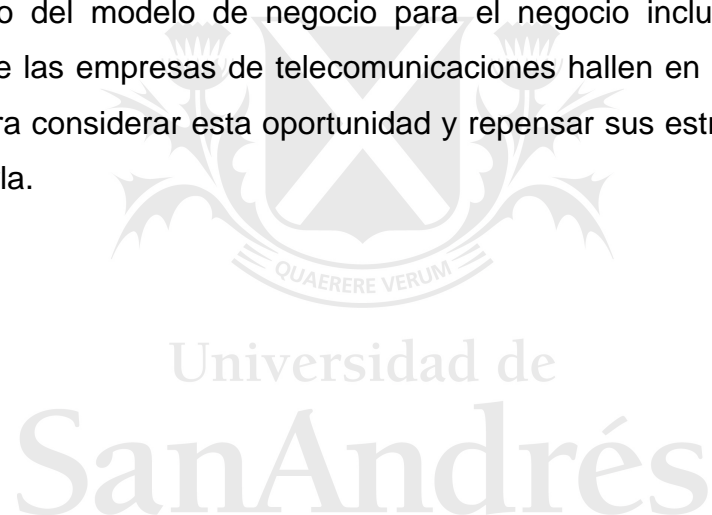 o del modelo de negocio para el negocio inclu
e las empresas de telecomunicaciones hallen en
ra considerar esta oportunidad y repensar sus estr
la.
QUAERERE VERUM
Universidad de
SanAndrés